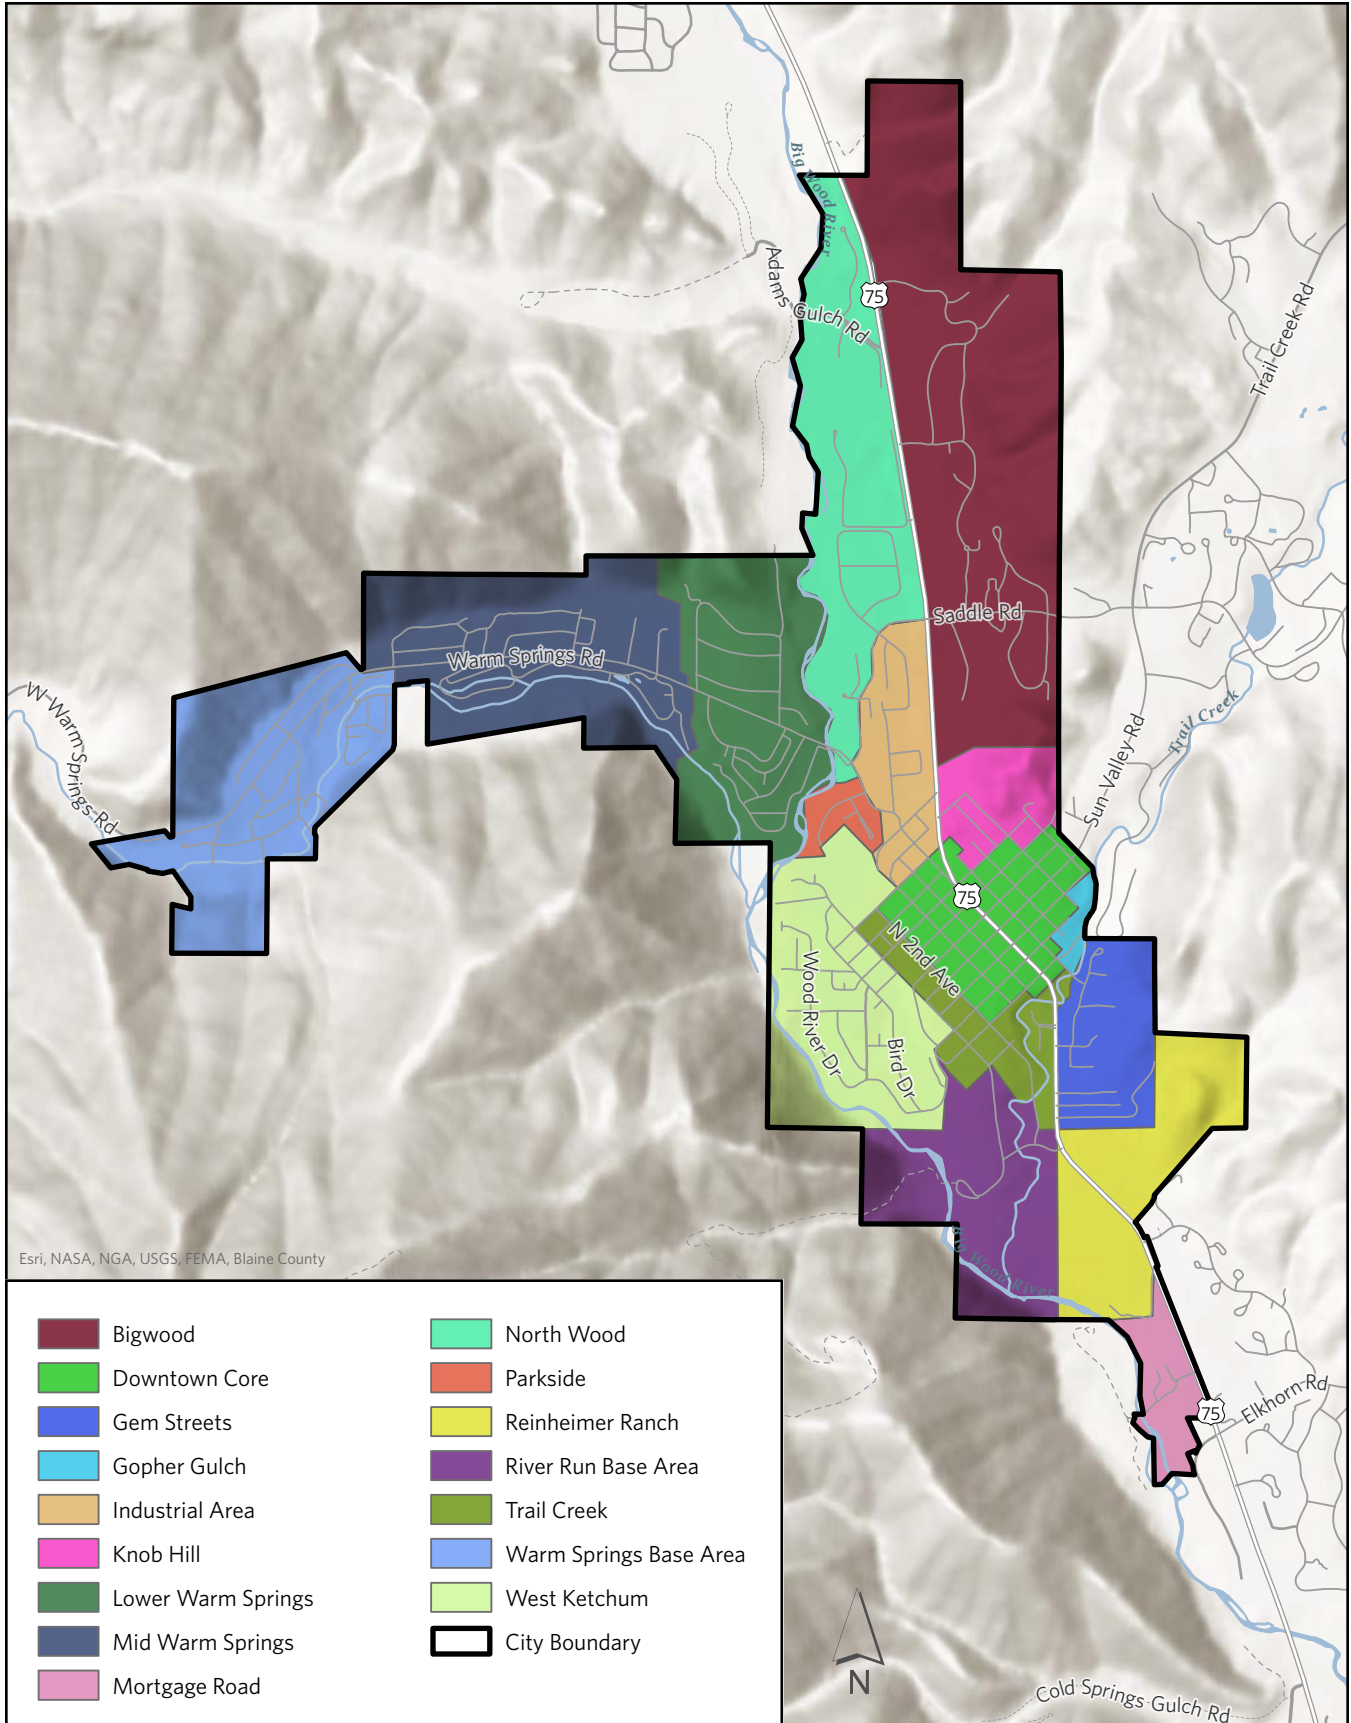 Big Wood River
Adams Gulch Rd
75
Trail Creek Rd
Saddle Rd
Warm Springs Rd
W Warm Springs Rd
Trail Creek
Sun Valley Rd
75
N 2nd Ave
Wood River Dr
Bird Dr
Big Wood River
Esri, NASA, NGA, USGS, FEMA, Blaine County
75
Elkhorn Rd
Bigwood
Downtown Core
Gem Streets
Gopher Gulch
Industrial Area
Knob Hill
Lower Warm Springs
Mid Warm Springs
Mortgage Road
North Wood
Parkside
Reinheimer Ranch
River Run Base Area
Trail Creek
Warm Springs Base Area
West Ketchum
City Boundary
N
Cold Springs Gulch Rd